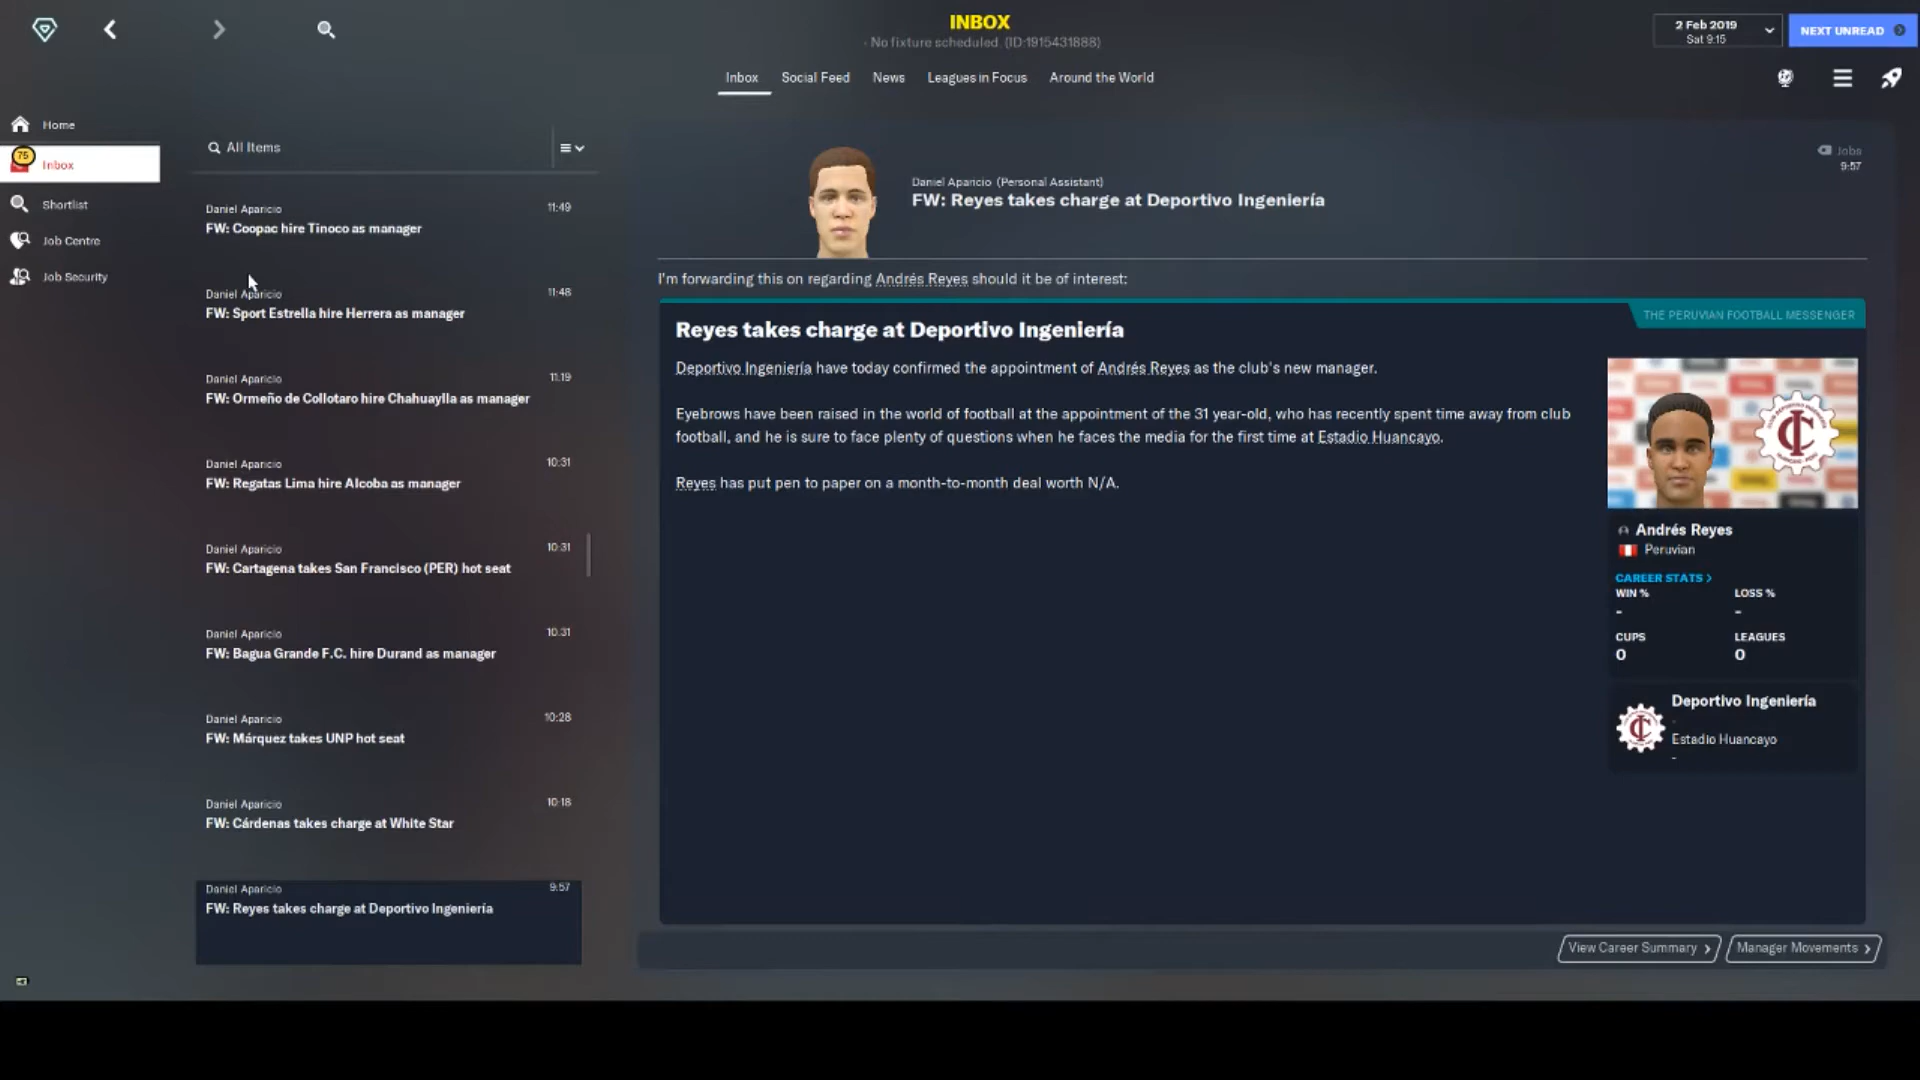 INBOX
- No fixture scheduled. (ID:1915431888)
2 Feb 2019
Sat 9:15
NEXT UNREAD
Inbox
Social Feed
News
Leagues in Focus
Around the World
Home
75
Inbox
Shortlist
Job Centre
Job Security
All Items
Daniel Aparicio
11:49
FW: Coopac hire Tinoco as manager
Daniel Aparicio
11:48
FW: Sport Estrella hire Herrera as manager
Daniel Aparicio
11:19
FW: Ormeño de Collotaro hire Chahuaylla as manager
Daniel Aparicio
10:31
FW: Regatas Lima hire Alcoba as manager
Daniel Aparicio
10:31
FW: Cartagena takes San Francisco (PER) hot seat
Daniel Aparicio
10:31
FW: Bagua Grande F.C. hire Durand as manager
Daniel Aparicio
10:28
FW: Márquez takes UNP hot seat
Daniel Aparicio
10:18
FW: Cárdenas takes charge at White Star
Daniel Aparicio
9:57
FW: Reyes takes charge at Deportivo Ingeniería
Daniel Aparicio (Personal Assistant)
FW: Reyes takes charge at Deportivo Ingeniería
Jobs
9:57
I'm forwarding this on regarding Andrés Reyes should it be of interest:
THE PERUVIAN FOOTBALL MESSENGER
Reyes takes charge at Deportivo Ingeniería
Deportivo Ingeniería have today confirmed the appointment of Andrés Reyes as the club's new manager.
Eyebrows have been raised in the world of football at the appointment of the 31 year-old, who has recently spent time away from club
football, and he is sure to face plenty of questions when he faces the media for the first time at Estadio Huancayo.
Reyes has put pen to paper on a month-to-month deal worth N/A.
Andrés Reyes
Peruvian
CAREER STATS >
WIN %
LOSS %
-
-
CUPS
LEAGUES
0
0
Deportivo Ingeniería
-
Estadio Huancayo
-
View Career Summary >
Manager Movements >